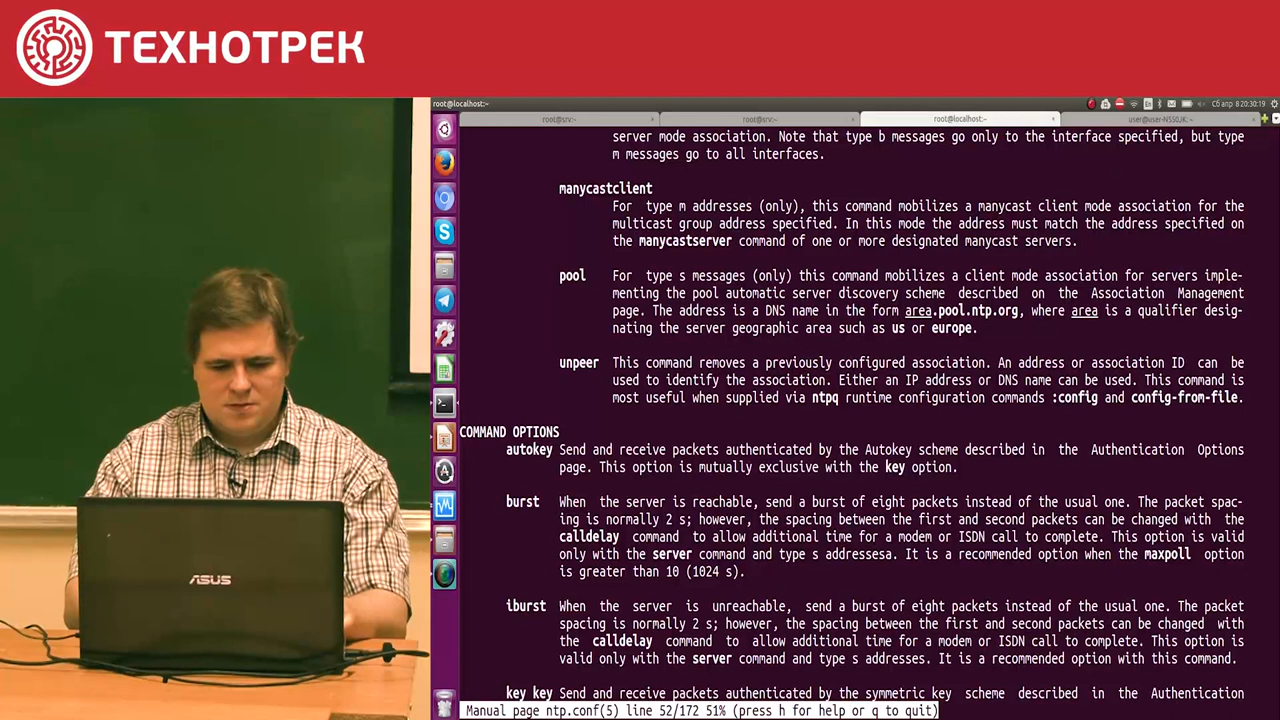 ТЕХНОТРЕК
root@localhost:~
En
Сб апр 8 20:30:19
root@srv:~
root@srv:~
root@localhost:~
user@user-N550JK: ~
server mode association. Note that type b messages go only to the interface specified, but type
m messages go to all interfaces.
manycastclient
For type m addresses (only), this command mobilizes a manycast client mode association for the
multicast group address specified. In this mode the address must match the address specified on
the manycastserver command of one or more designated manycast servers.
pool For type s messages (only) this command mobilizes a client mode association for servers imple-
menting the pool automatic server discovery scheme described on the Association Management
page. The address is a DNS name in the form area.pool.ntp.org, where area is a qualifier desig-
nating the server geographic area such as us or europe.
unpeer This command removes a previously configured association. An address or association ID can be
used to identify the association. Either an IP address or DNS name can be used. This command is
most useful when supplied via ntpq runtime configuration commands :config and config-from-file.
COMMAND OPTIONS
autokey Send and receive packets authenticated by the Autokey scheme described in the Authentication Options
page. This option is mutually exclusive with the key option.
burst When the server is reachable, send a burst of eight packets instead of the usual one. The packet spac-
ing is normally 2 s; however, the spacing between the first and second packets can be changed with the
calldelay command to allow additional time for a modem or ISDN call to complete. This option is valid
only with the server command and type s addressesa. It is a recommended option when the maxpoll option
is greater than 10 (1024 s).
iburst When the server is unreachable, send a burst of eight packets instead of the usual one. The packet
spacing is normally 2 s; however, the spacing between the first and second packets can be changed with
the calldelay command to allow additional time for a modem or ISDN call to complete. This option is
valid only with the server command and type s addresses. It is a recommended option with this command.
key key Send and receive packets authenticated by the symmetric key scheme described in the Authentication
Manual page ntp.conf(5) line 52/172 51% (press h for help or q to quit)
ASUS